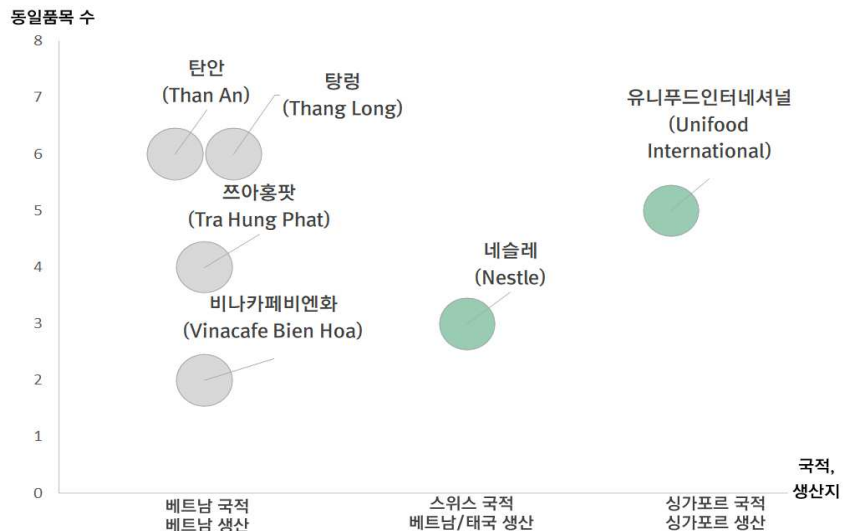 동일품목 수
8
7
6
5
4
3
2
1
0
탄안
(Than An)
탕렁
(Thang Long)
유니푸드인터네셔널
(Unifood
International)
쯔아홍팟
(Tra Hung Phat)
네슬레
(Nestle)
비나카페비엔화
(Vinacafe Bien Hoa)
국적,
생산지
베트남 국적
베트남 생산
스위스 국적
베트남/태국 생산
싱가포르 국적
싱가포르 생산